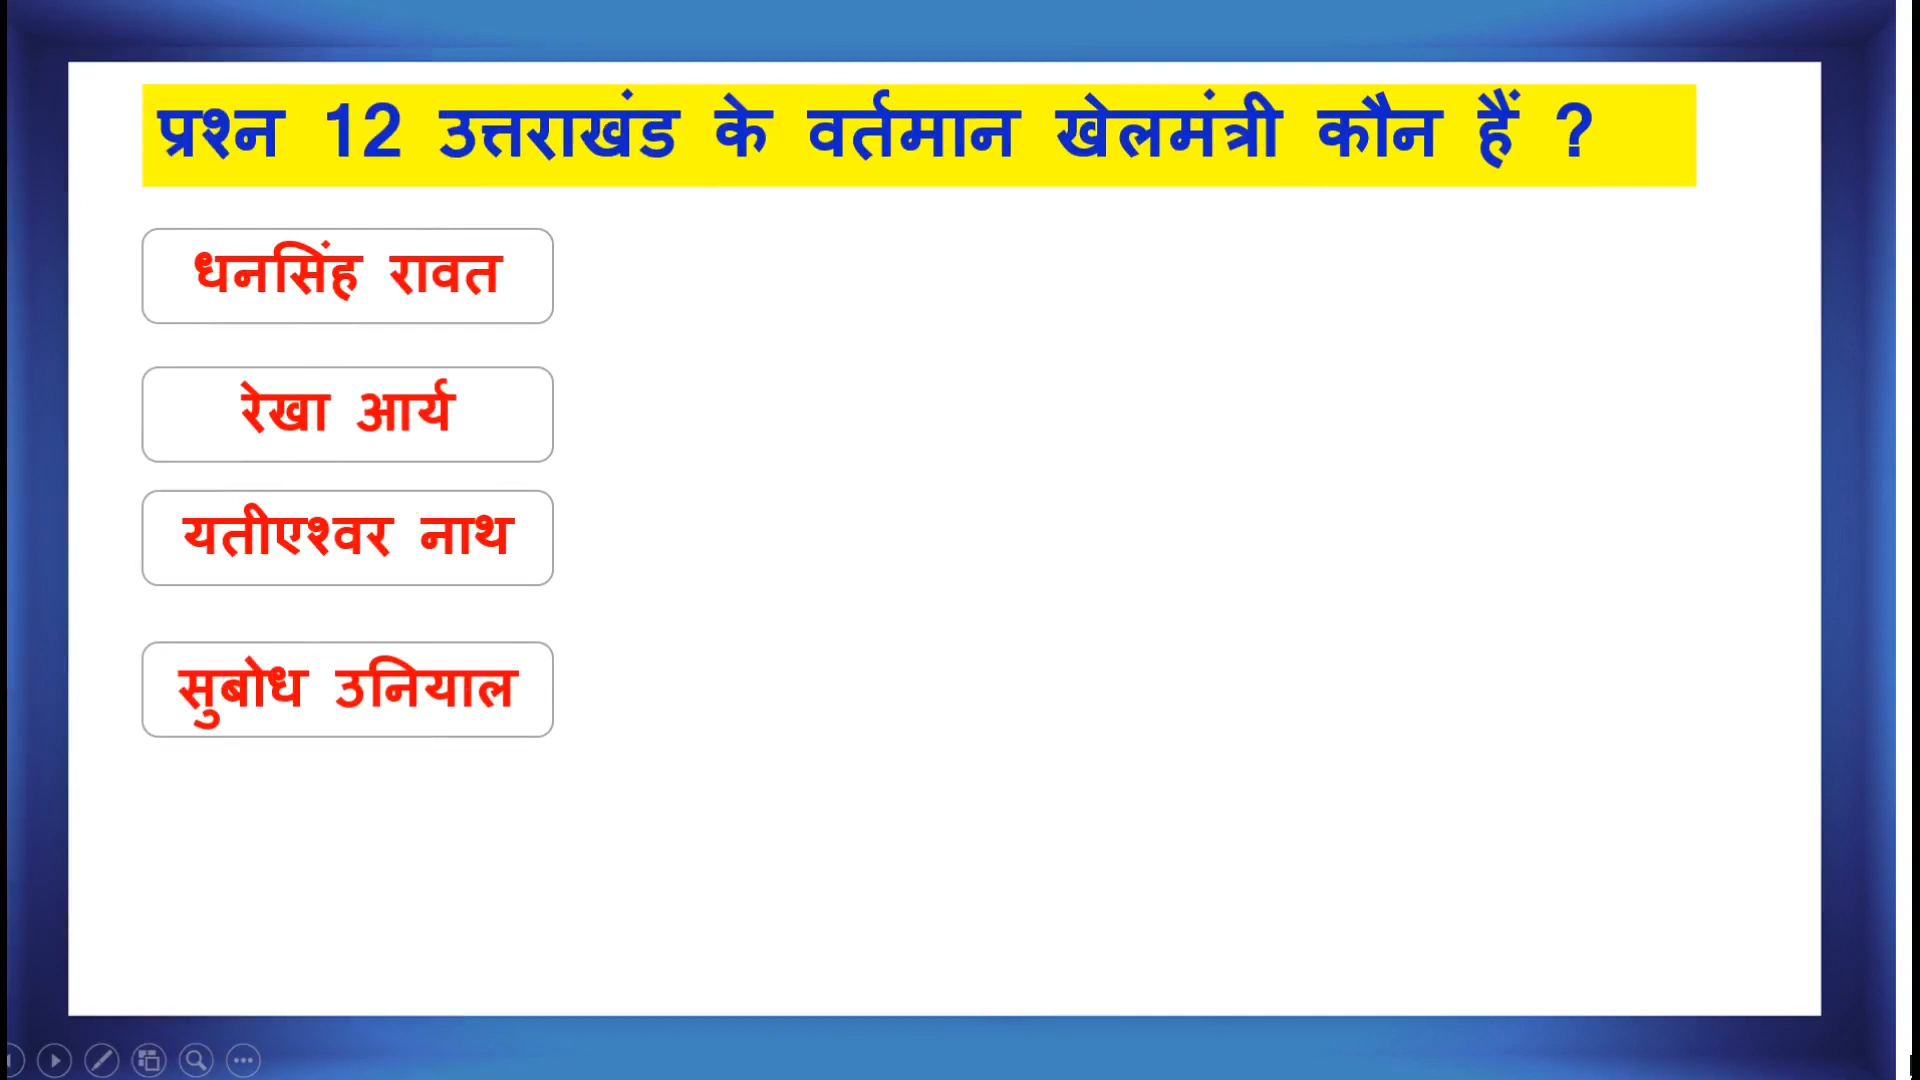 प्रश्न 12 उत्तराखंड के वर्तमान खेलमंत्री कौन हैं ?
धनसिंह रावत
रेखा आर्य
यतीएश्वर नाथ
सुबोध उनियाल